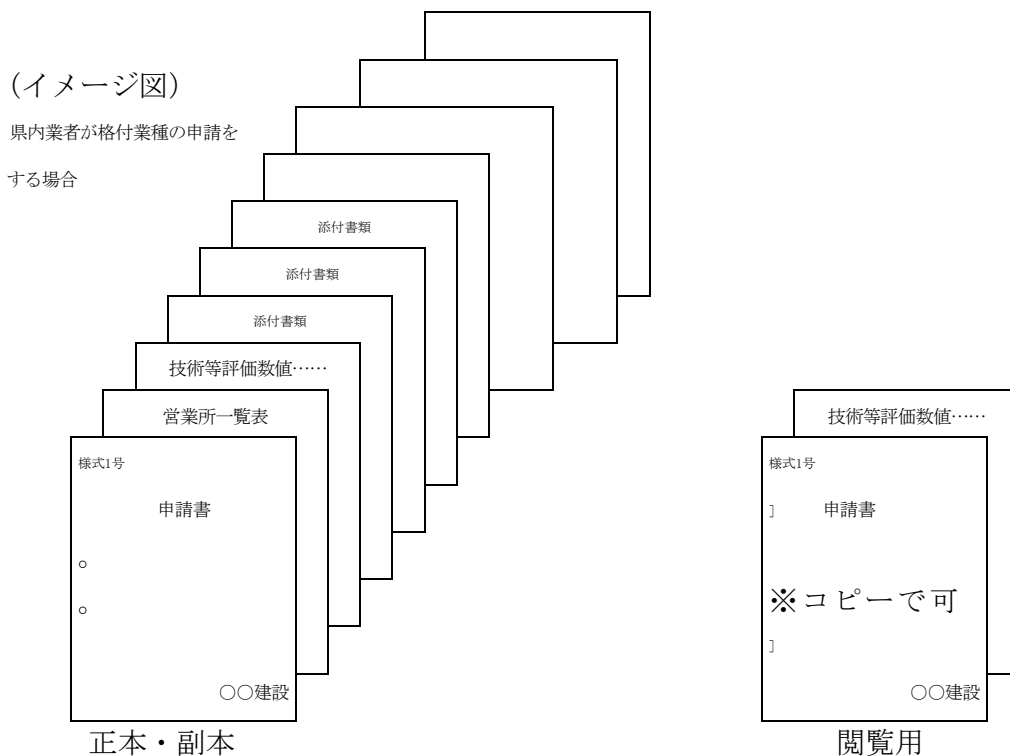 (イメージ図)
県内業者が格付業種の申請を
する場合
添付書類
添付書類
添付書類
技術等評価数値……
営業所一覧表
様式1号
申請書
○
○
○○建設
正本・副本
技術等評価数値……
様式1号
］ 申請書
※コピーで可
］
○○建設
閲覧用